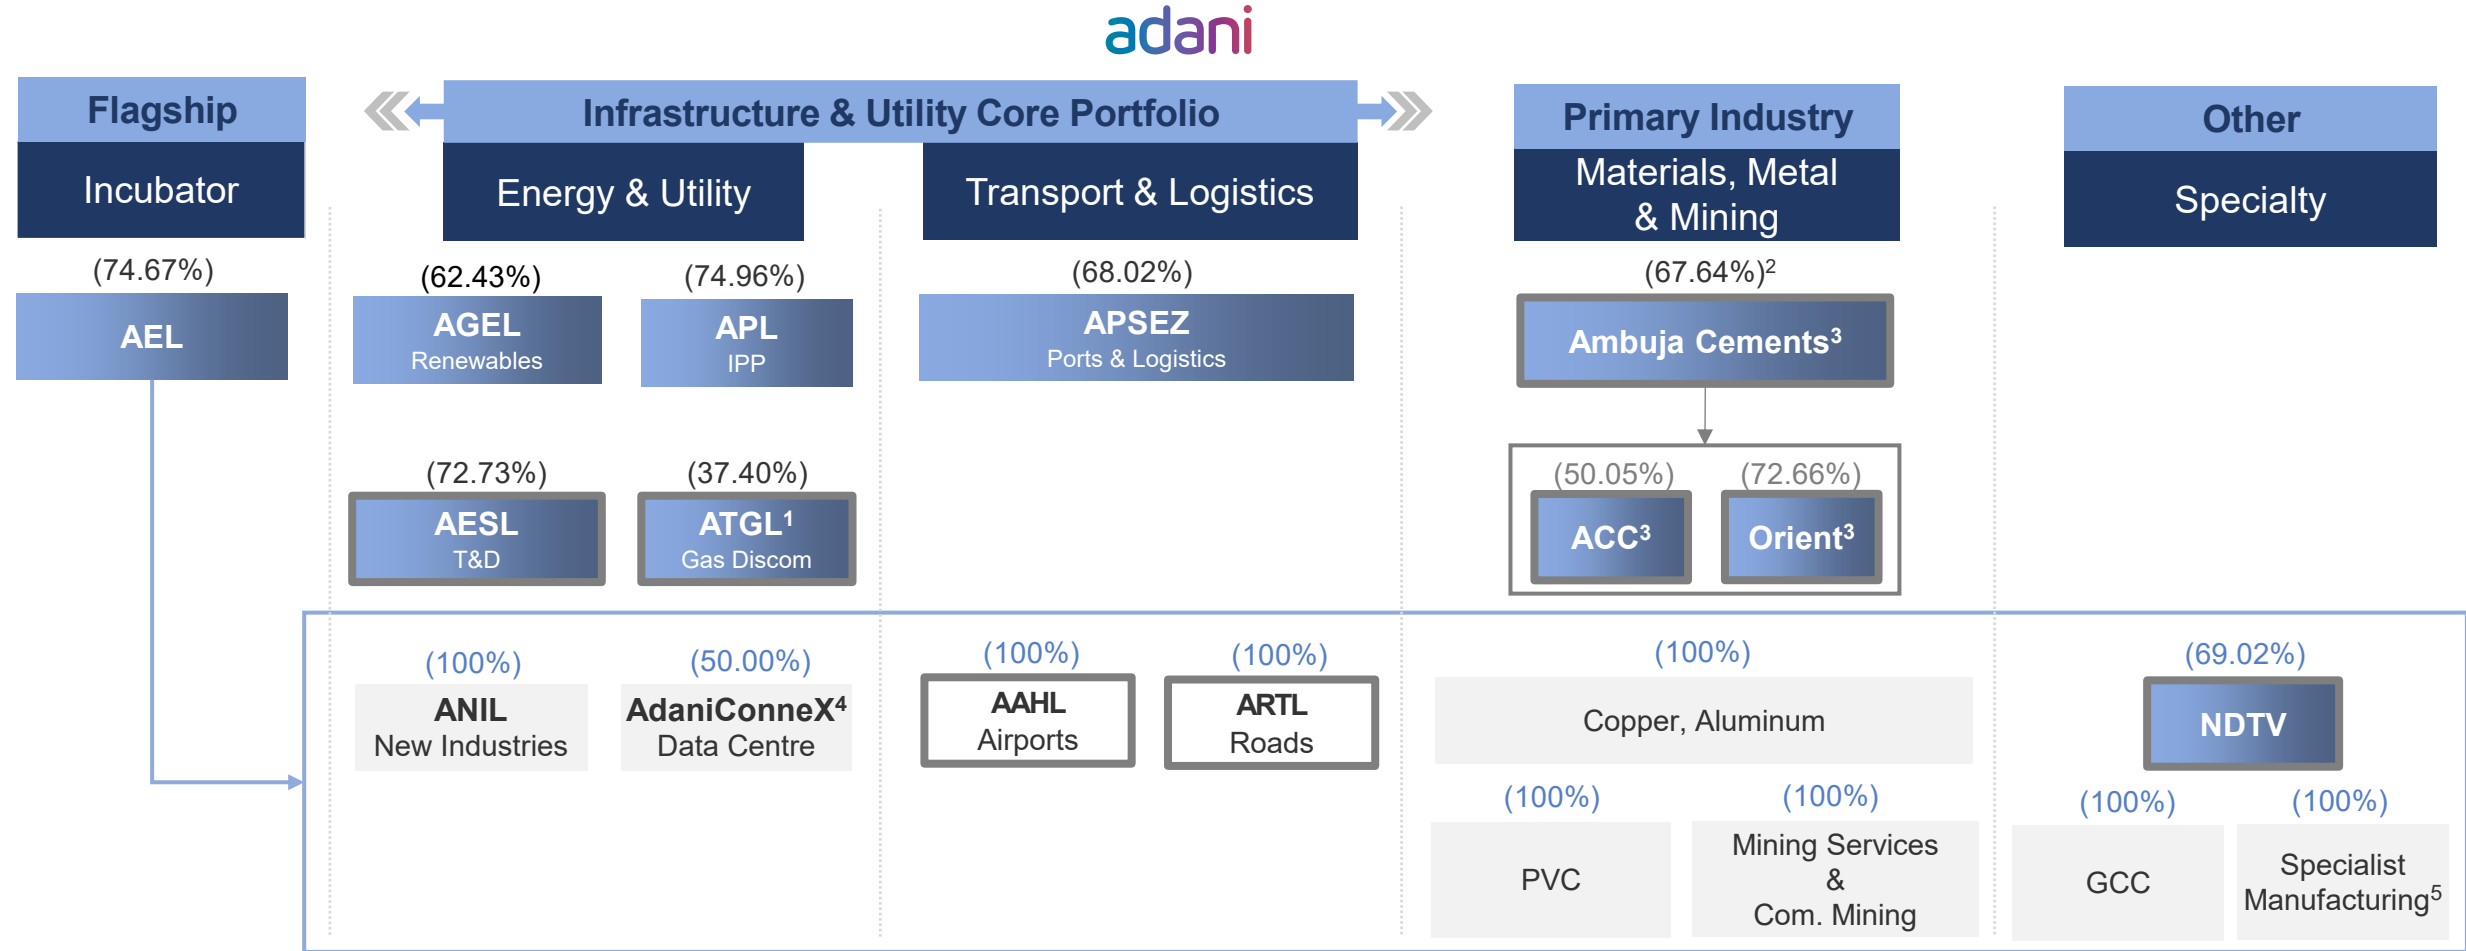 adani
Flagship
Incubator
(74.67%)
AEL
Infrastructure & Utility Core Portfolio
Energy & Utility
(62.43%)
AGEL
Renewables
(74.96%)
APL
IPP
(72.73%)
AESL
T&D
(37.40%)
ATGL¹
Gas Discom
Transport & Logistics
(68.02%)
APSEZ
Ports & Logistics
Primary Industry
Materials, Metal
& Mining
(67.64%)²
Ambuja Cements³
(50.05%)
ACC³
(72.66%)
Orient³
Other
Specialty
(100%)
ANIL
New Industries
(50.00%)
AdaniConneX⁴
Data Centre
(100%)
AAHL
Airports
(100%)
ARTL
Roads
(100%)
Copper, Aluminum
(100%)
PVC
(100%)
Mining Services
&
Com. Mining
(69.02%)
NDTV
(100%)
GCC
(100%)
Specialist
Manufacturing⁵